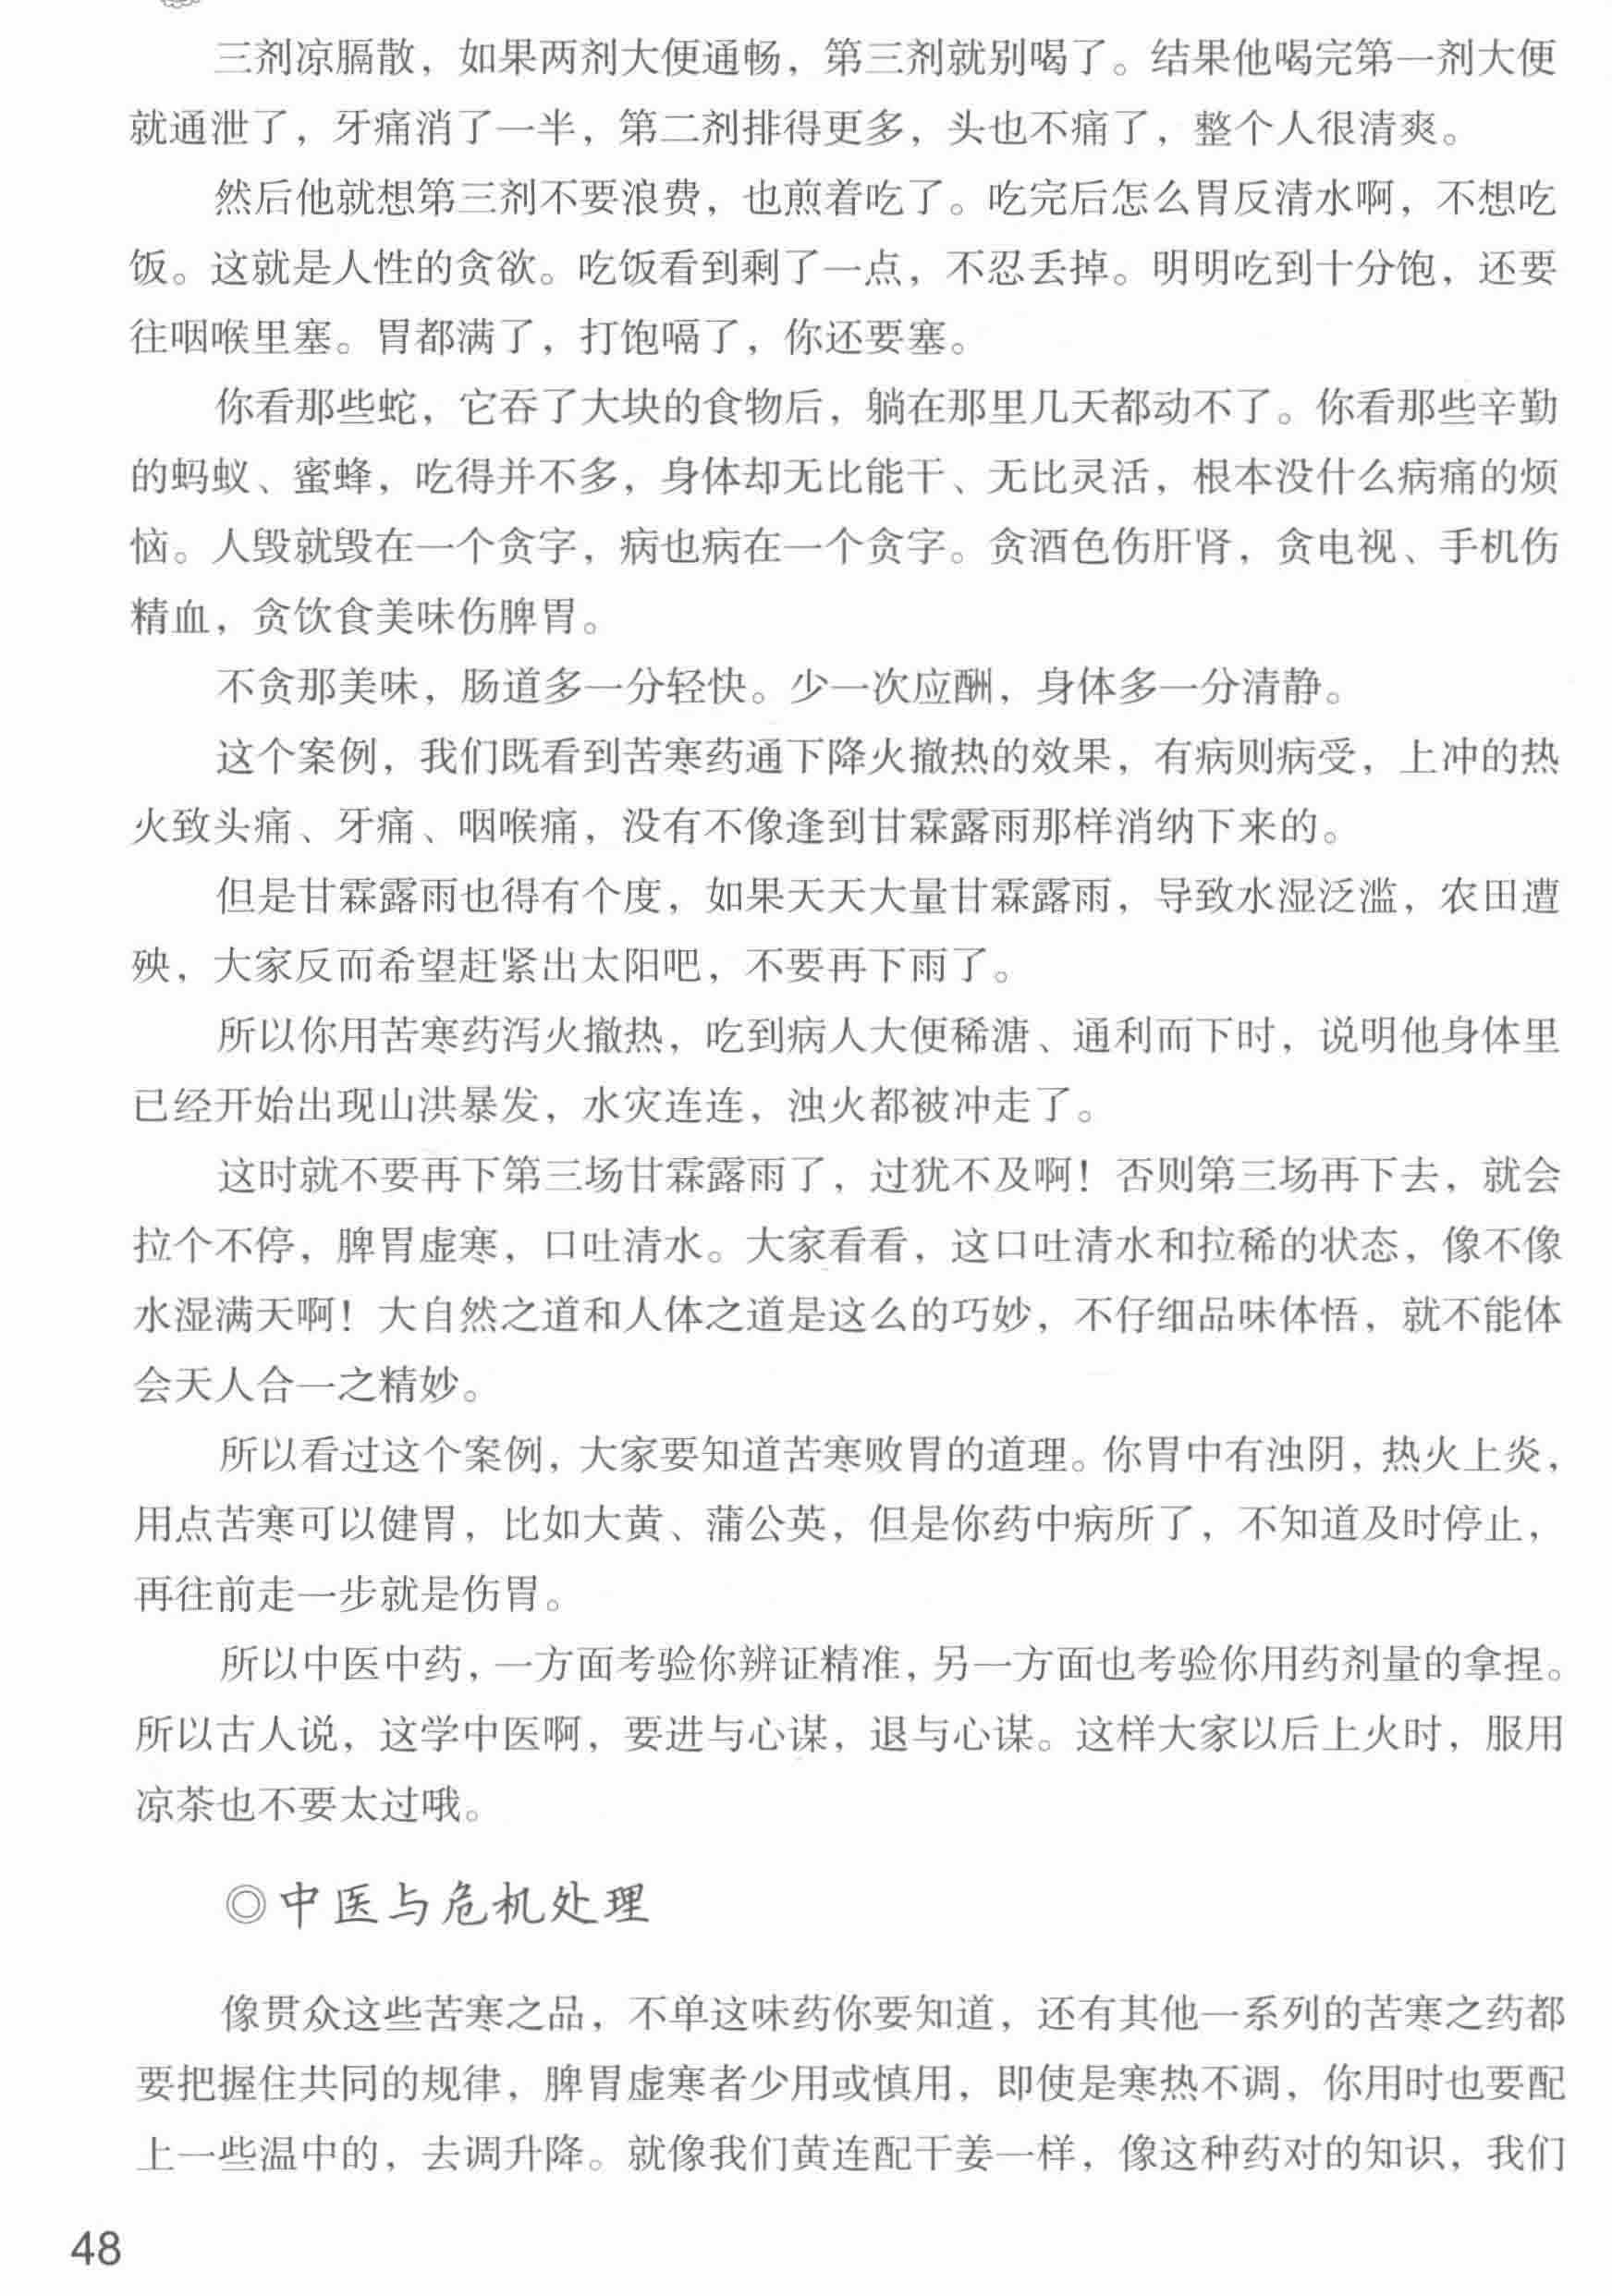 三剂凉膈散，如果两剂大便通畅，第三剂就别喝了。结果他喝完第一剂大便
就通泄了，牙痛消了一半，第二剂排得更多，头也不痛了，整个人很清爽。
然后他就想第三剂不要浪费，也煎着吃了。吃完后怎么胃反清水啊，不想吃
饭。这就是人性的贪欲。吃饭看到剩了一点，不忍丢掉。明明吃到十分饱，还要
往咽喉里塞。胃都满了，打饱嗝了，你还要塞。
你看那些蛇，它吞了大块的食物后，躺在那里几天都动不了。你看那些辛勤
的蚂蚁、蜜蜂，吃得并不多，身体却无比能干、无比灵活，根本没什么病痛的烦
恼。人毁就毁在一个贪字，病也病在一个贪字。贪酒色伤肝肾，贪电视、手机伤
精血，贪饮食美味伤脾胃。
不贪那美味，肠道多一分轻快。少一次应酬，身体多一分清静。
这个案例，我们既看到苦寒药通下降火撤热的效果，有病则病受，上冲的热
火致头痛、牙痛、咽喉痛，没有不像逢到甘霖露雨那样消纳下来的。
但是甘霖露雨也得有个度，如果天天大量甘霖露雨，导致水湿泛滥，农田遭
殃，大家反而希望赶紧出太阳吧，不要再下雨了。
所以你用苦寒药泻火撤热，吃到病人大便稀溏、通利而下时，说明他身体里
已经开始出现山洪暴发，水灾连连，浊火都被冲走了。
这时就不要再下第三场甘霖露雨了，过犹不及啊！否则第三场再下去，就会
拉个不停，脾胃虚寒，口吐清水。大家看看，这口吐清水和拉稀的状态，像不像
水湿满天啊！大自然之道和人体之道是这么的巧妙，不仔细品味体悟，就不能体
会天人合一之精妙。
所以看过这个案例，大家要知道苦寒败胃的道理。你胃中有浊阴，热火上炎，
用点苦寒可以健胃，比如大黄、蒲公英，但是你药中病所了，不知道及时停止，
再往前走一步就是伤胃。
所以中医中药，一方面考验你辨证精准，另一方面也考验你用药剂量的拿捏。
所以古人说，这学中医啊，要进与心谋，退与心谋。这样大家以后上火时，服用
凉茶也不要太过哦。
◎中医与危机处理
像贯众这些苦寒之品，不单这味药你要知道，还有其他一系列的苦寒之药都
要把握住共同的规律，脾胃虚寒者少用或慎用，即使是寒热不调，你用时也要配
上一些温中的，去调升降。就像我们黄连配干姜一样，像这种药对的知识，我们
48